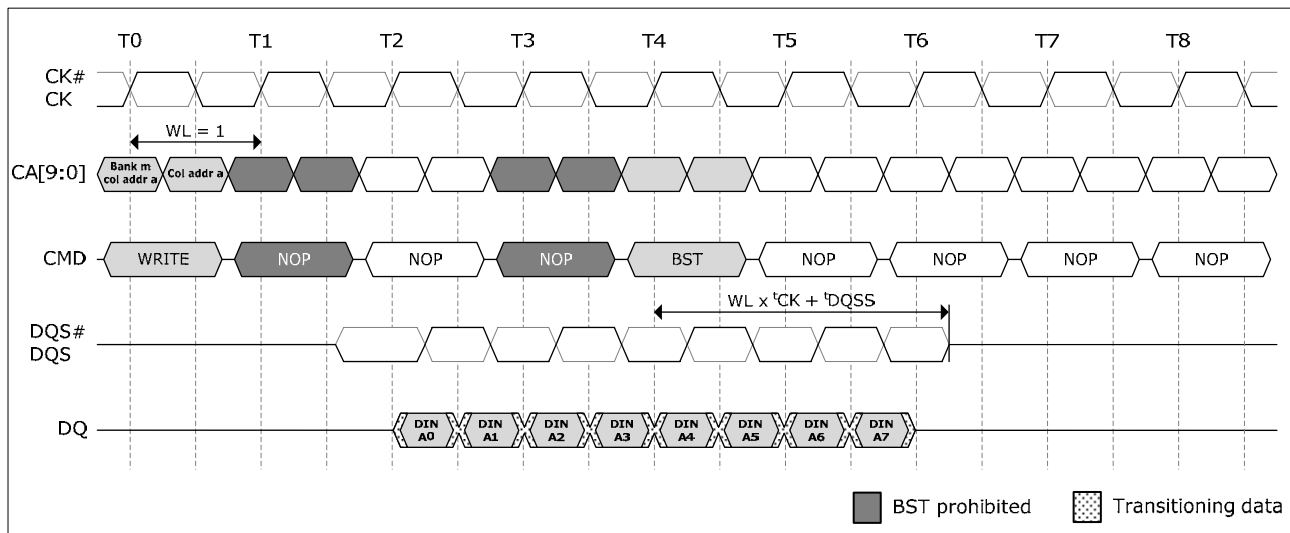 T0 T1 T2 T3 T4 T5 T6 T7 T8
CK#
CK
WL = 1
CA[9:0]
Bank m
col addr a
Col addr a
CMD
WRITE NOP NOP NOP BST NOP NOP NOP NOP
WL x tCK + tDQSS
DQS#
DQS
DQ
DIN
A0
DIN
A1
DIN
A2
DIN
A3
DIN
A4
DIN
A5
DIN
A6
DIN
A7
BST prohibited
Transitioning data